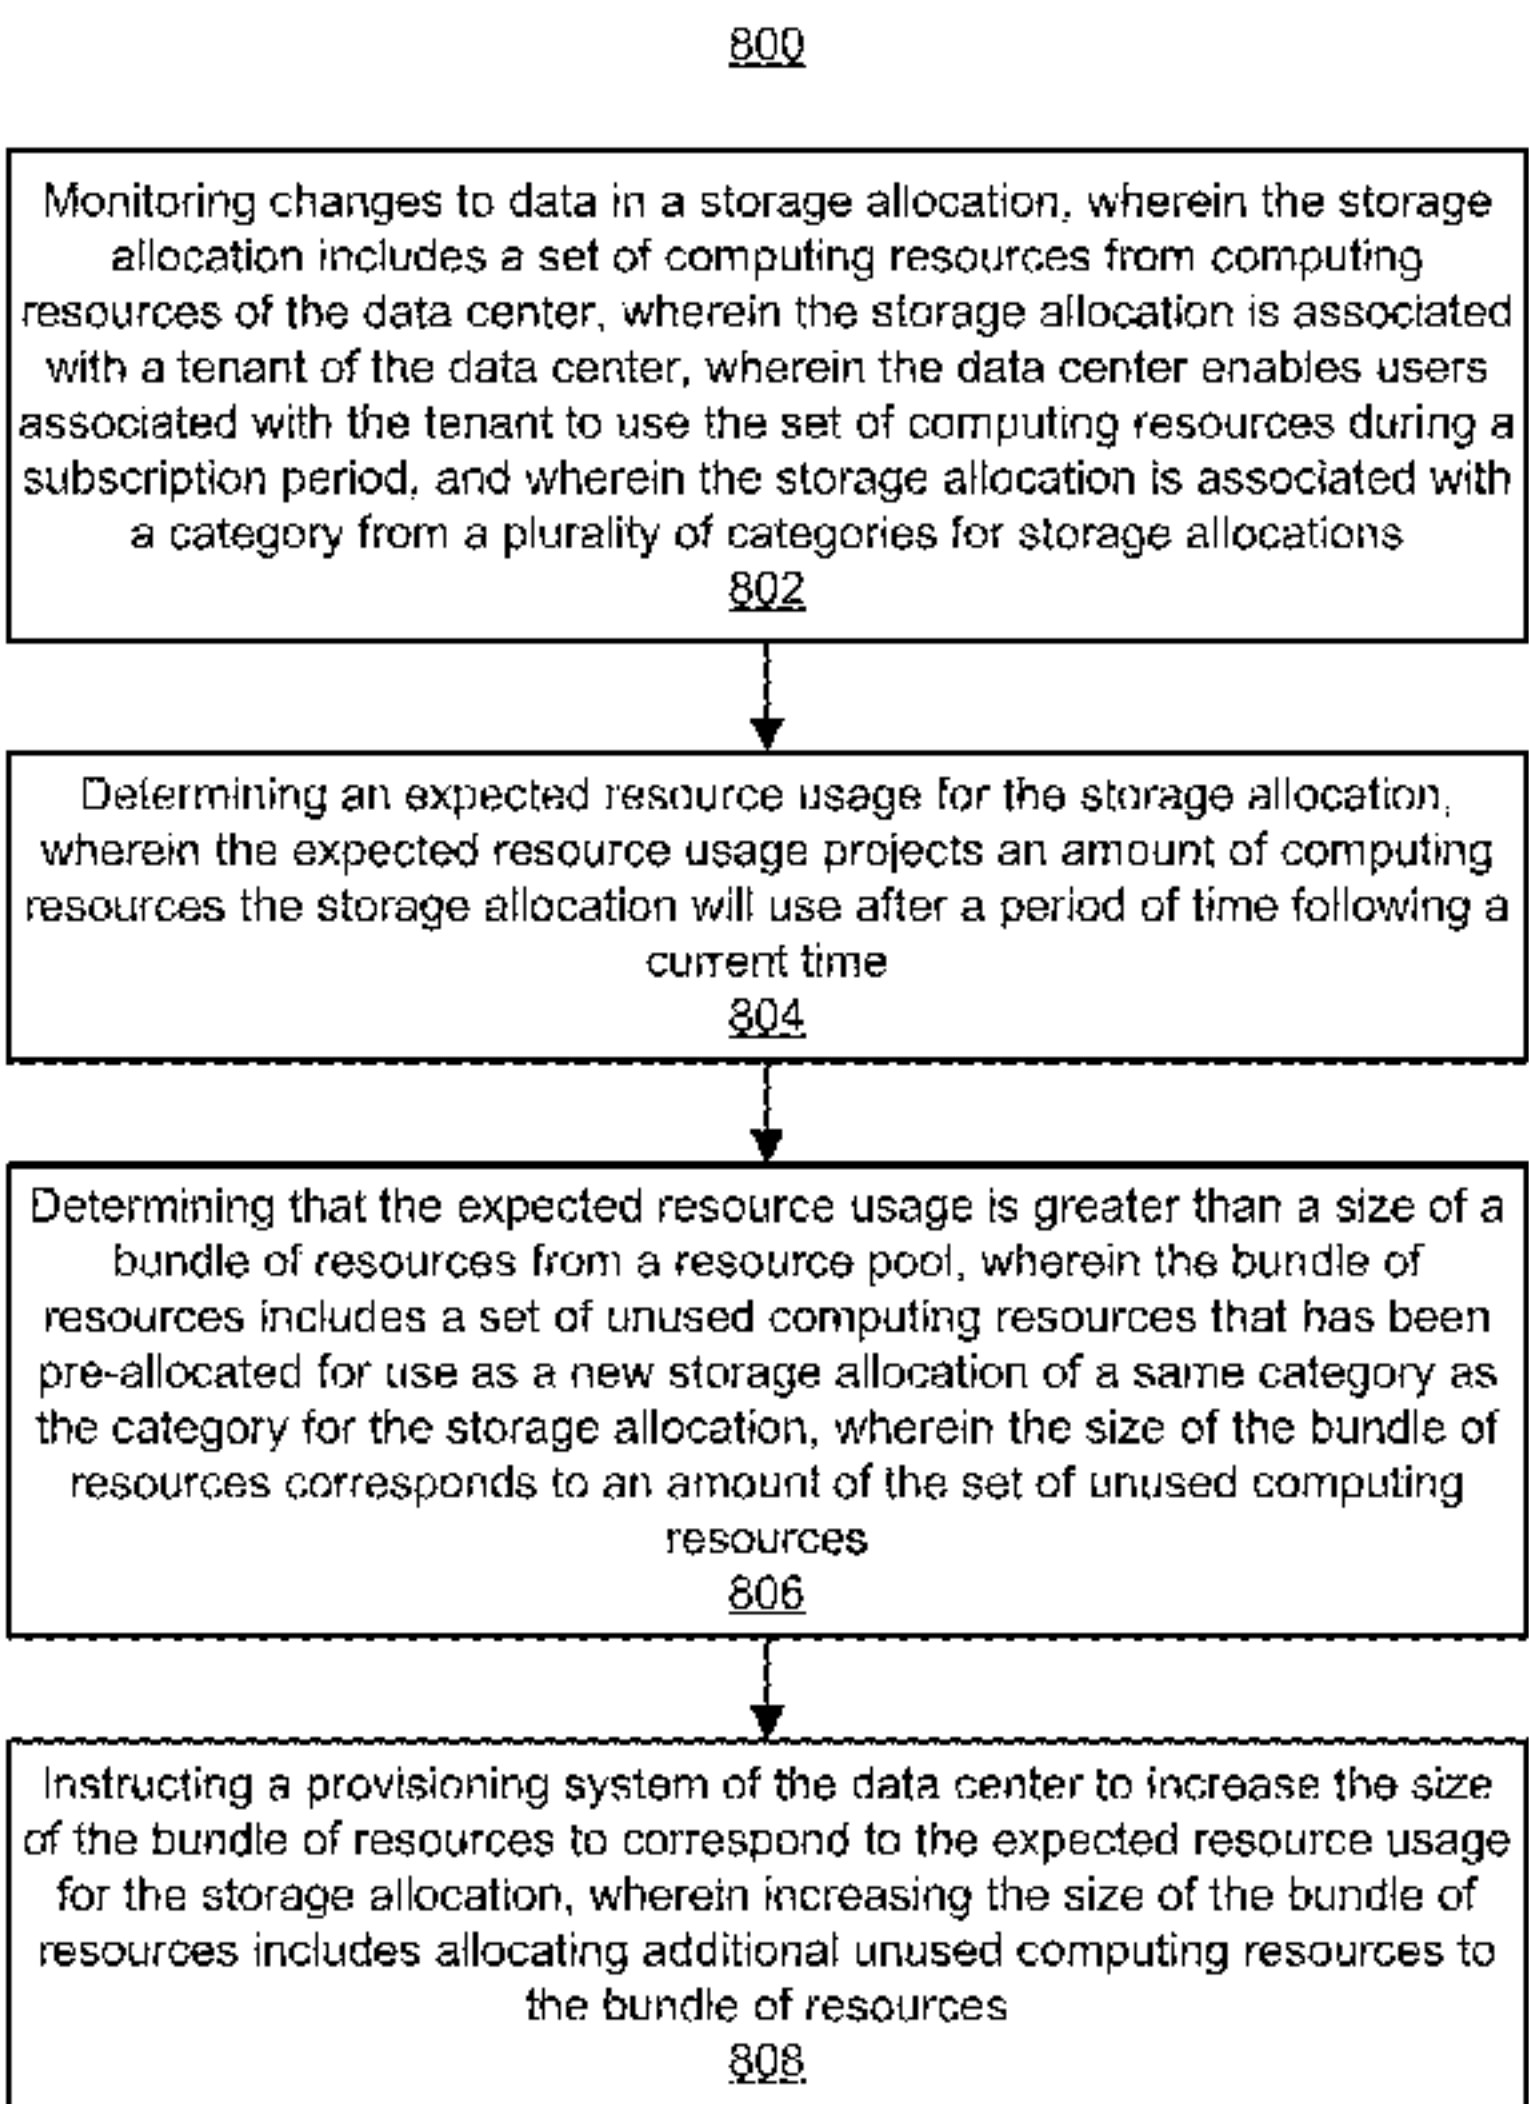 800
Monitoring changes to data in a storage allocation, wherein the storage
allocation includes a set of computing resources from computing
resources of the data center, wherein the storage allocation is associated
with a tenant of the data center, wherein the data center enables users
associated with the tenant to use the set of computing resources during a
subscription period, and wherein the storage allocation is associated with
a category from a plurality of categories for storage allocations
802
Determining an expected resource usage for the storage allocation,
wherein the expected resource usage projects an amount of computing
resources the storage allocation will use after a period of time following a
current time
804
Determining that the expected resource usage is greater than a size of a
bundle of resources from a resource pool, wherein the bundle of
resources includes a set of unused computing resources that has been
pre-allocated for use as a new storage allocation of a same category as
the category for the storage allocation, wherein the size of the bundle of
resources corresponds to an amount of the set of unused computing
resources
806
Instructing a provisioning system of the data center to increase the size
of the bundle of resources to correspond to the expected resource usage
for the storage allocation, wherein increasing the size of the bundle of
resources includes allocating additional unused computing resources to
the bundle of resources
808